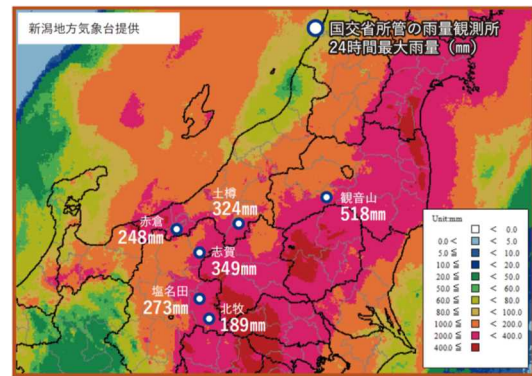 新潟地方気象台提供
国交省所管の雨量観測所
24時間最大雨量（㎜）
土樽
324㎜
観音山
518㎜
赤倉
248㎜
志賀
349㎜
塩名田
273㎜
北牧
189㎜
Unit:mm
< 0.0
0.0 < < 5.0
5.0 ≦ < 10.0
10.0 ≦ < 20.0
20.0 ≦ < 50.0
50.0 ≦ < 60.0
60.0 ≦ < 80.0
80.0 ≦ < 100.0
100.0 ≦ < 200.0
200.0 ≦ < 400.0
400.0 ≦